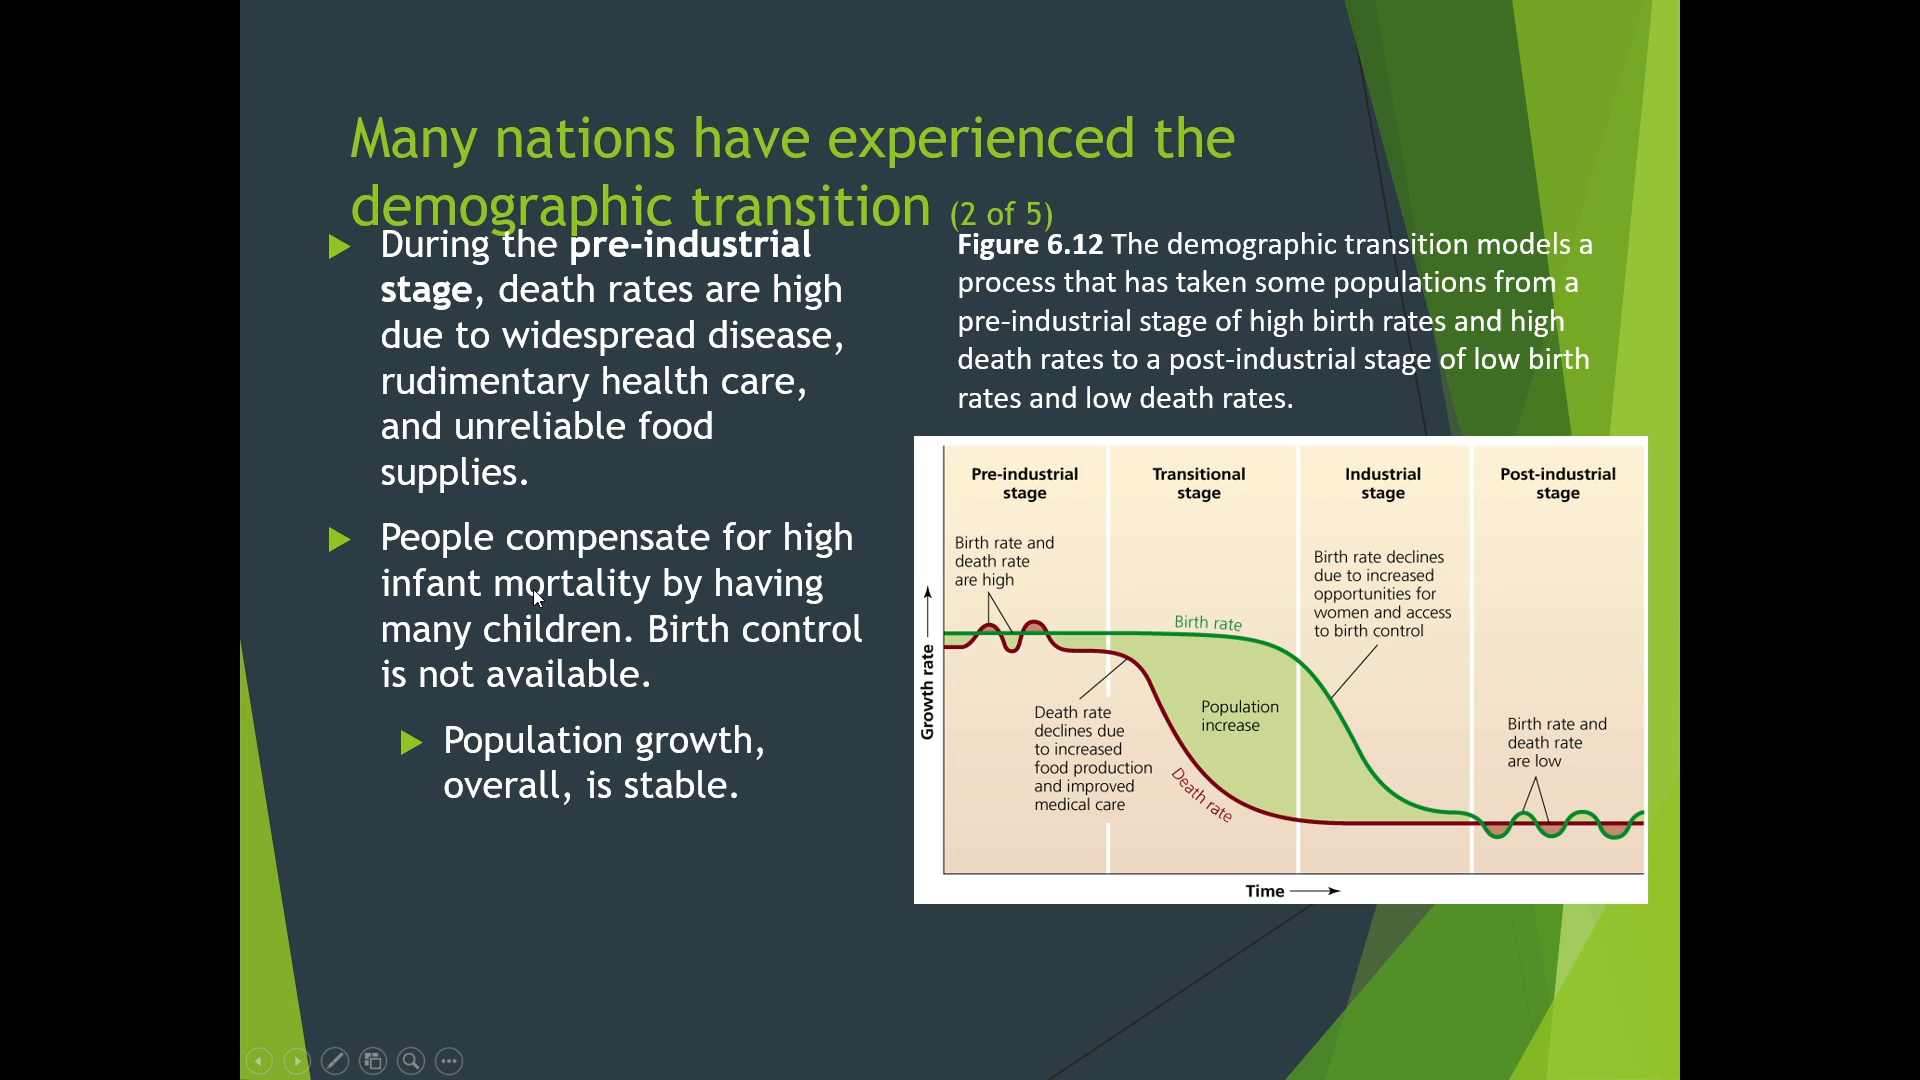 Many nations have experienced the
demographic transition (2 of 5)
During the pre-industrial
stage, death rates are high
due to widespread disease,
rudimentary health care,
and unreliable food
supplies.
People compensate for high
infant mortality by having
many children. Birth control
is not available.
Population growth,
overall, is stable.
Figure 6.12 The demographic transition models a
process that has taken some populations from a
pre-industrial stage of high birth rates and high
death rates to a post-industrial stage of low birth
rates and low death rates.
Pre-industrial
stage
Transitional
stage
Industrial
stage
Post-industrial
stage
Birth rate and
death rate
are high
Birth rate
Birth rate declines
due to increased
opportunities for
women and access
to birth control
Population
increase
Death rate
declines due
to increased
food production
and improved
medical care
Death rate
Birth rate and
death rate
are low
Growth rate
Time